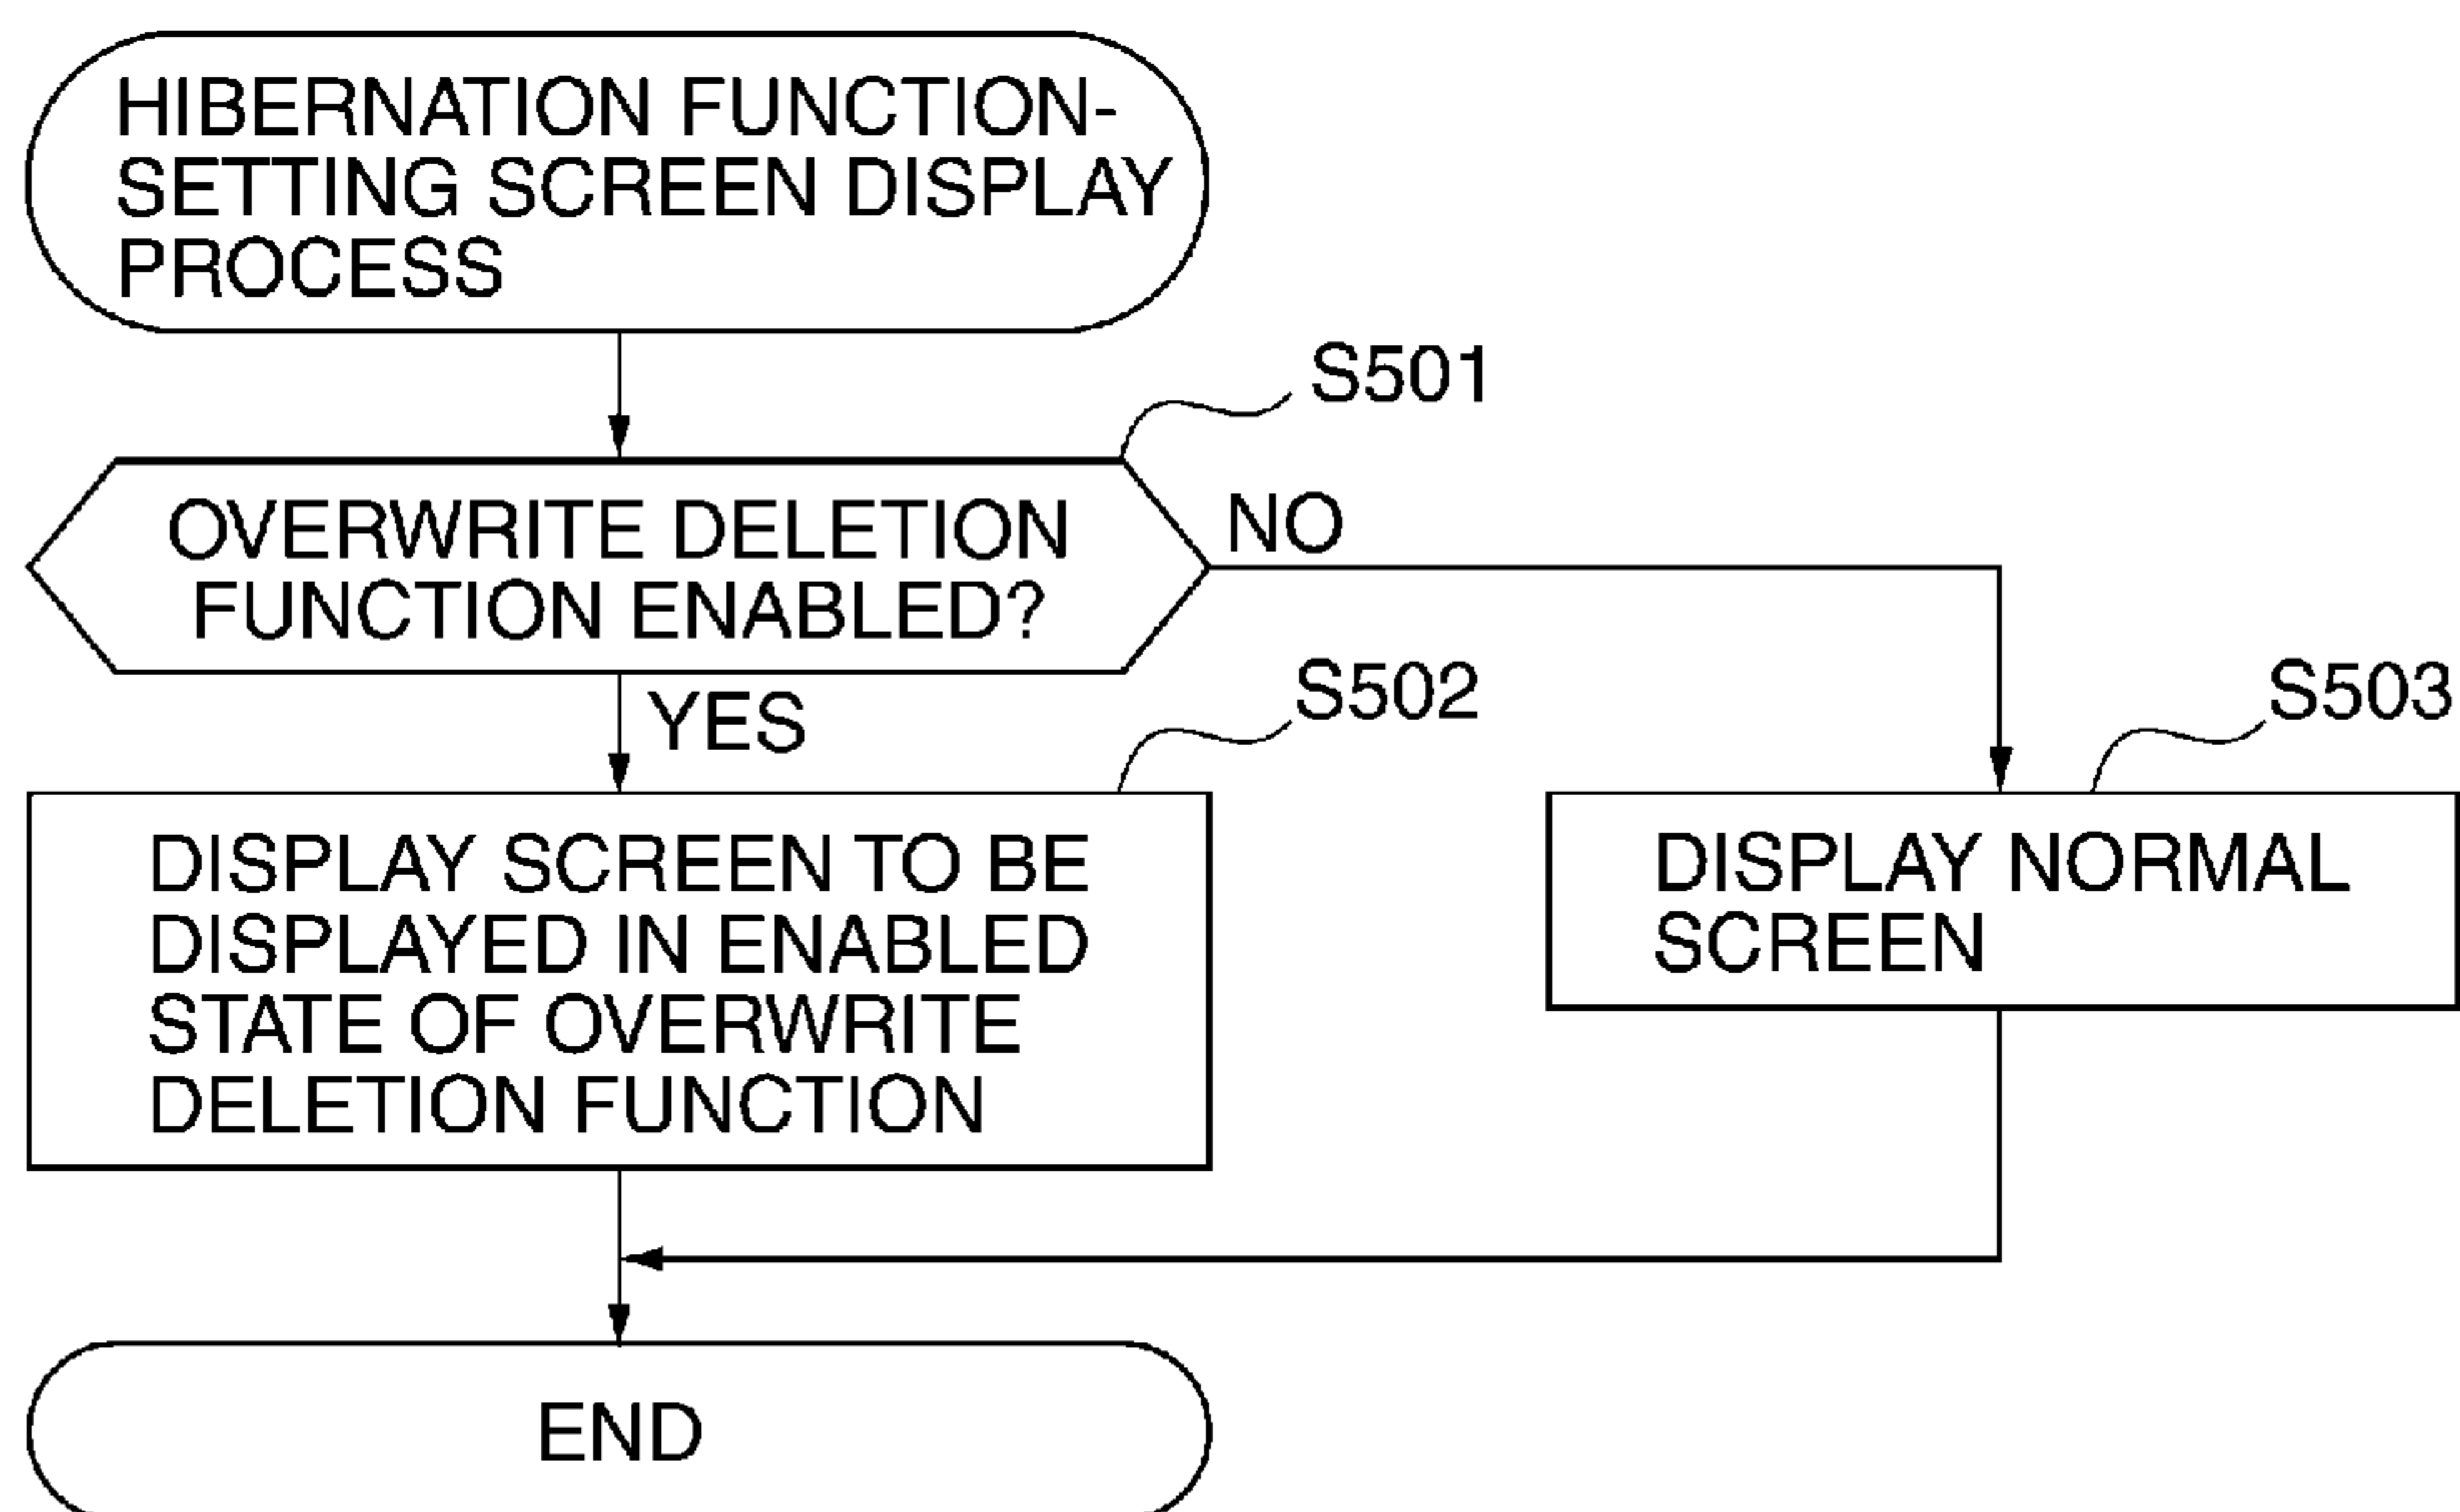 HIBERNATION FUNCTION-
SETTING SCREEN DISPLAY
PROCESS
S501
OVERWRITE DELETION
FUNCTION ENABLED?
NO
YES
S502
S503
DISPLAY SCREEN TO BE
DISPLAYED IN ENABLED
STATE OF OVERWRITE
DELETION FUNCTION
DISPLAY NORMAL
SCREEN
END